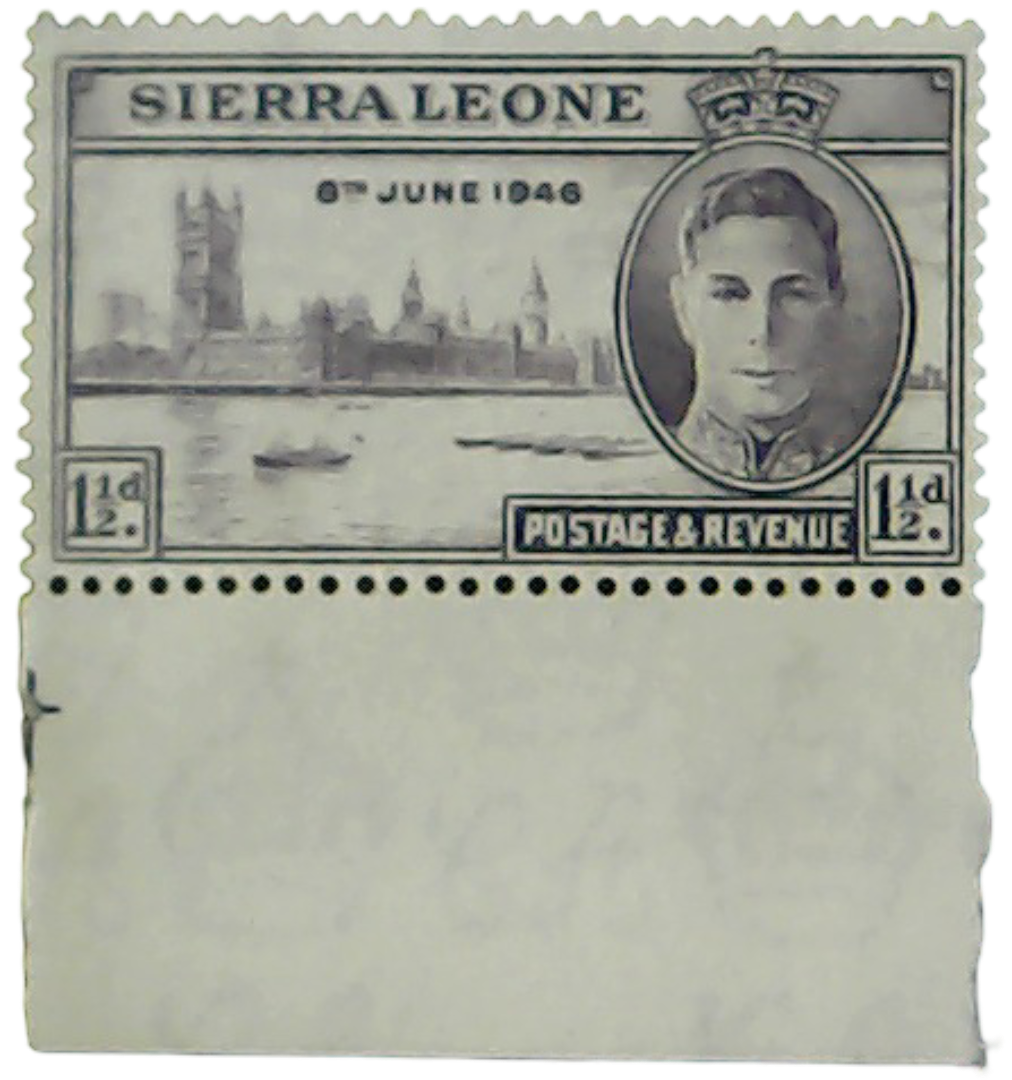 SIERRA LEONE
8TH JUNE 1946
1½d.
POSTAGE & REVENUE
1½d.